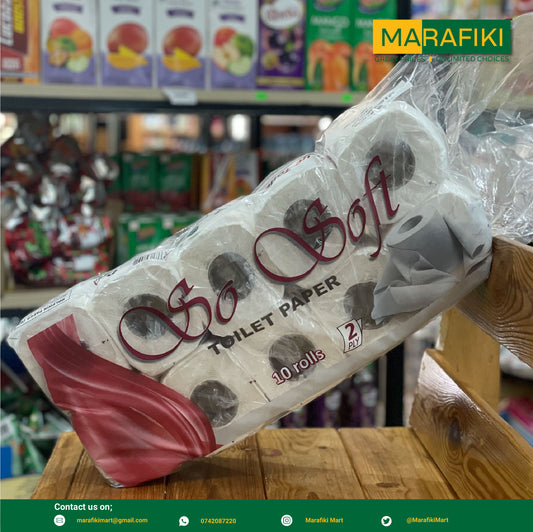 MARAFIKI
So Soft
TOILET PAPER
10 rolls
2
PLY
Contact us on;
marafikimart@gmail.com
0742087220
Marafiki Mart
@MarafikiMart